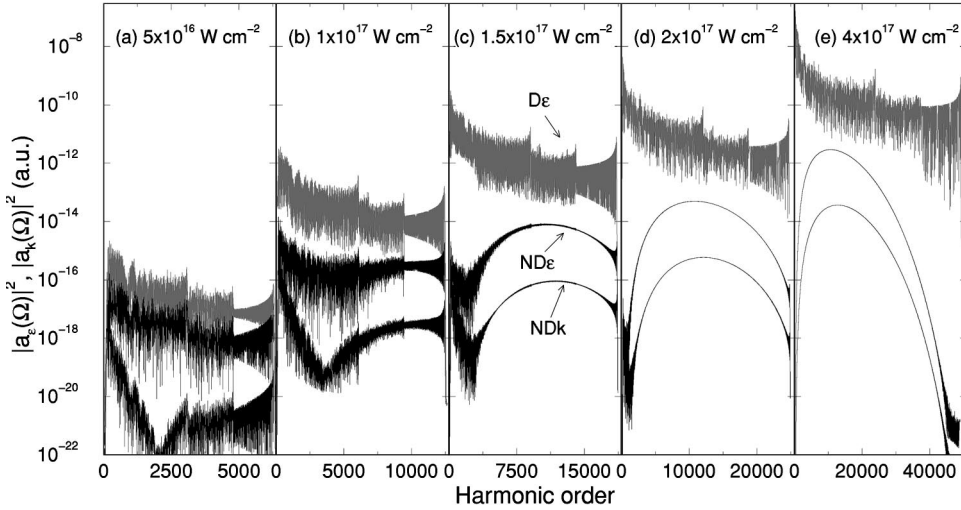 (a) 5x10^16 W cm^−2
(b) 1x10^17 W cm^−2
(c) 1.5x10^17 W cm^−2
(d) 2x10^17 W cm^−2
(e) 4x10^17 W cm^−2
|a_ε(Ω)|^2, |a_k(Ω)|^2 (a.u.)
10^−8
10^−10
10^−12
10^−14
10^−16
10^−18
10^−20
10^−22
Dε
NDε
NDk
0 2500 5000
0 5000 10000
0 7500 15000
0 10000 20000
0 20000 40000
Harmonic order